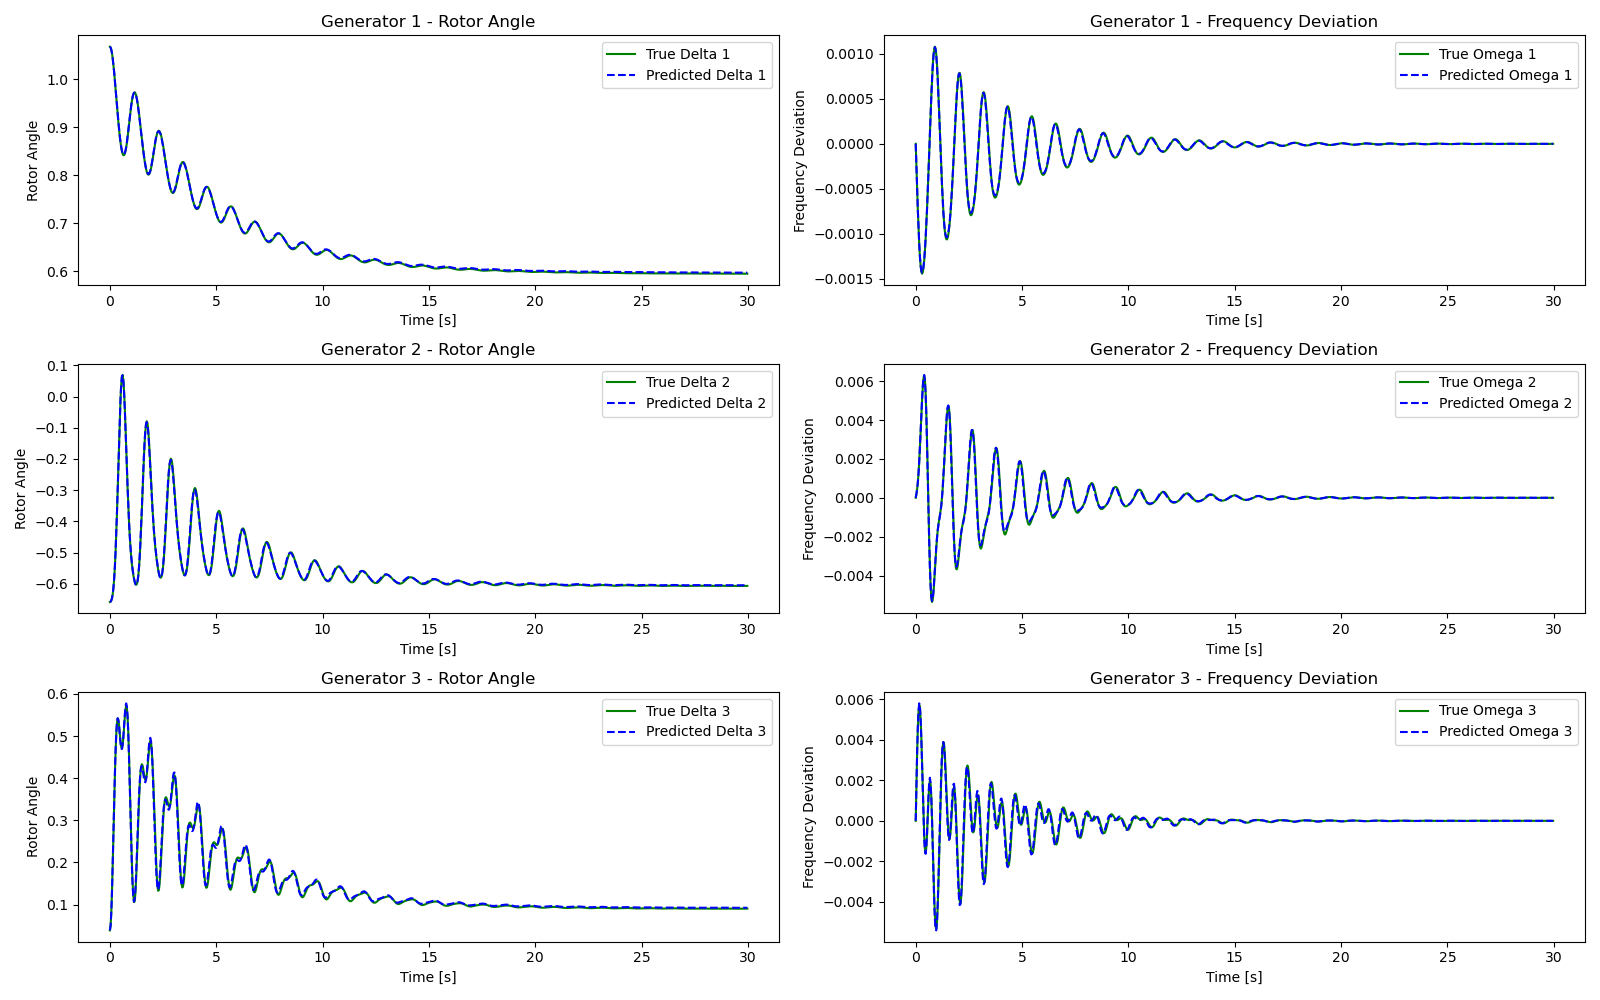 Generator 1 - Rotor Angle
True Delta 1
Predicted Delta 1
Rotor Angle
1.0
0.9
0.8
0.7
0.6
0
5
10
15
20
25
30
Time [s]
Generator 1 - Frequency Deviation
True Omega 1
Predicted Omega 1
Frequency Deviation
0.0010
0.0005
0.0000
−0.0005
−0.0010
−0.0015
0
5
10
15
20
25
30
Time [s]
Generator 2 - Rotor Angle
True Delta 2
Predicted Delta 2
Rotor Angle
0.1
0.0
−0.1
−0.2
−0.3
−0.4
−0.5
−0.6
0
5
10
15
20
25
30
Time [s]
Generator 2 - Frequency Deviation
True Omega 2
Predicted Omega 2
Frequency Deviation
0.006
0.004
0.002
0.000
−0.002
−0.004
0
5
10
15
20
25
30
Time [s]
Generator 3 - Rotor Angle
True Delta 3
Predicted Delta 3
Rotor Angle
0.6
0.5
0.4
0.3
0.2
0.1
0
5
10
15
20
25
30
Time [s]
Generator 3 - Frequency Deviation
True Omega 3
Predicted Omega 3
Frequency Deviation
0.006
0.004
0.002
0.000
−0.002
−0.004
0
5
10
15
20
25
30
Time [s]